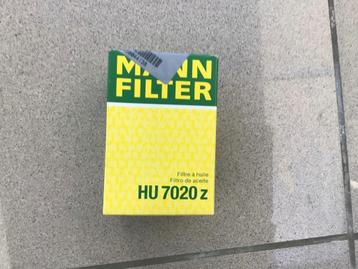 MANN
FILTER
Filtre à huile
Filtro de aceite
HU 7020 z